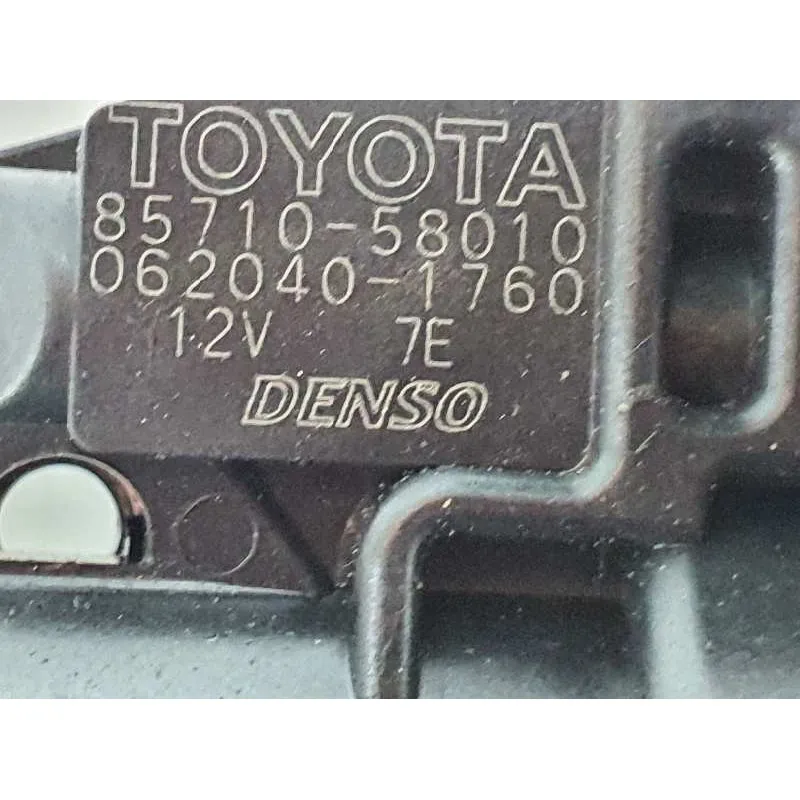 TOYOTA
85710-58010
062040-1760
12V 7E
DENSO